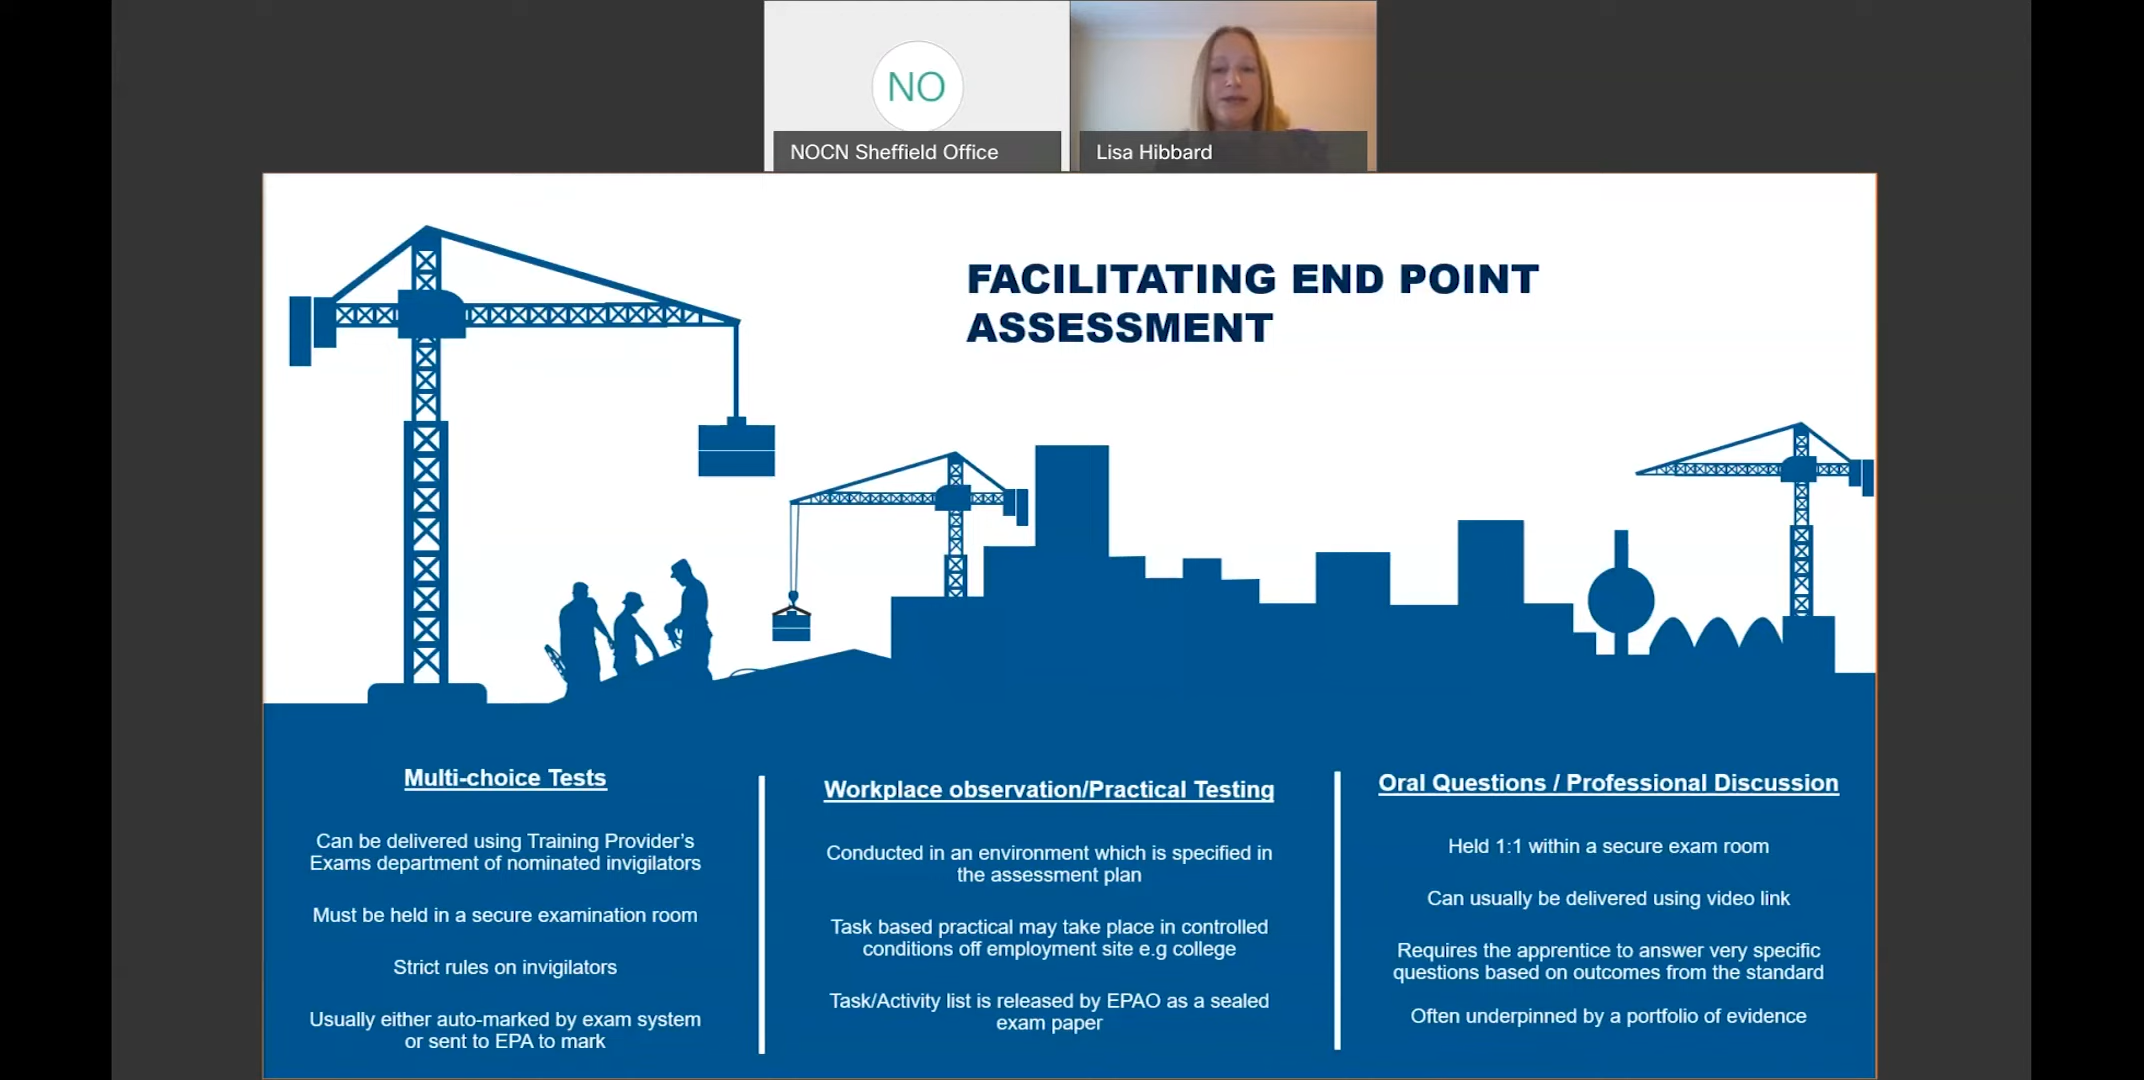 NO
NOCN Sheffield Office
Lisa Hibbard
FACILITATING END POINT
ASSESSMENT
Multi-choice Tests
Can be delivered using Training Provider’s
Exams department of nominated invigilators
Must be held in a secure examination room
Strict rules on invigilators
Usually either auto-marked by exam system
or sent to EPA to mark
Workplace observation/Practical Testing
Conducted in an environment which is specified in
the assessment plan
Task based practical may take place in controlled
conditions off employment site e.g college
Task/Activity list is released by EPAO as a sealed
exam paper
Oral Questions / Professional Discussion
Held 1:1 within a secure exam room
Can usually be delivered using video link
Requires the apprentice to answer very specific
questions based on outcomes from the standard
Often underpinned by a portfolio of evidence